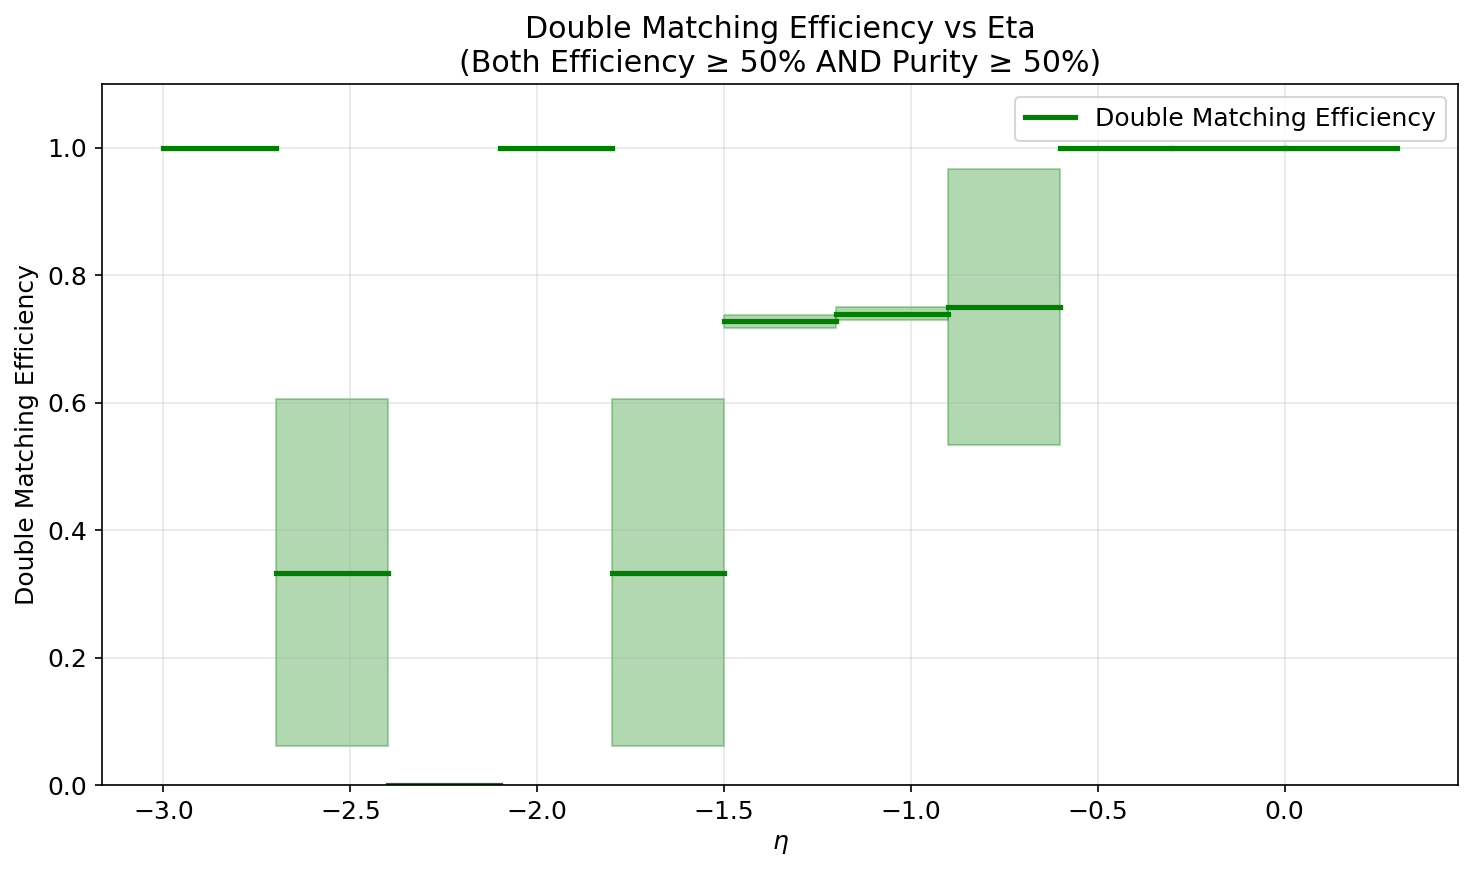 Double Matching Efficiency vs Eta
(Both Efficiency ≥ 50% AND Purity ≥ 50%)
Double Matching Efficiency
Double Matching Efficiency
1.0
0.8
0.6
0.4
0.2
0.0
−3.0
−2.5
−2.0
−1.5
−1.0
−0.5
0.0
η